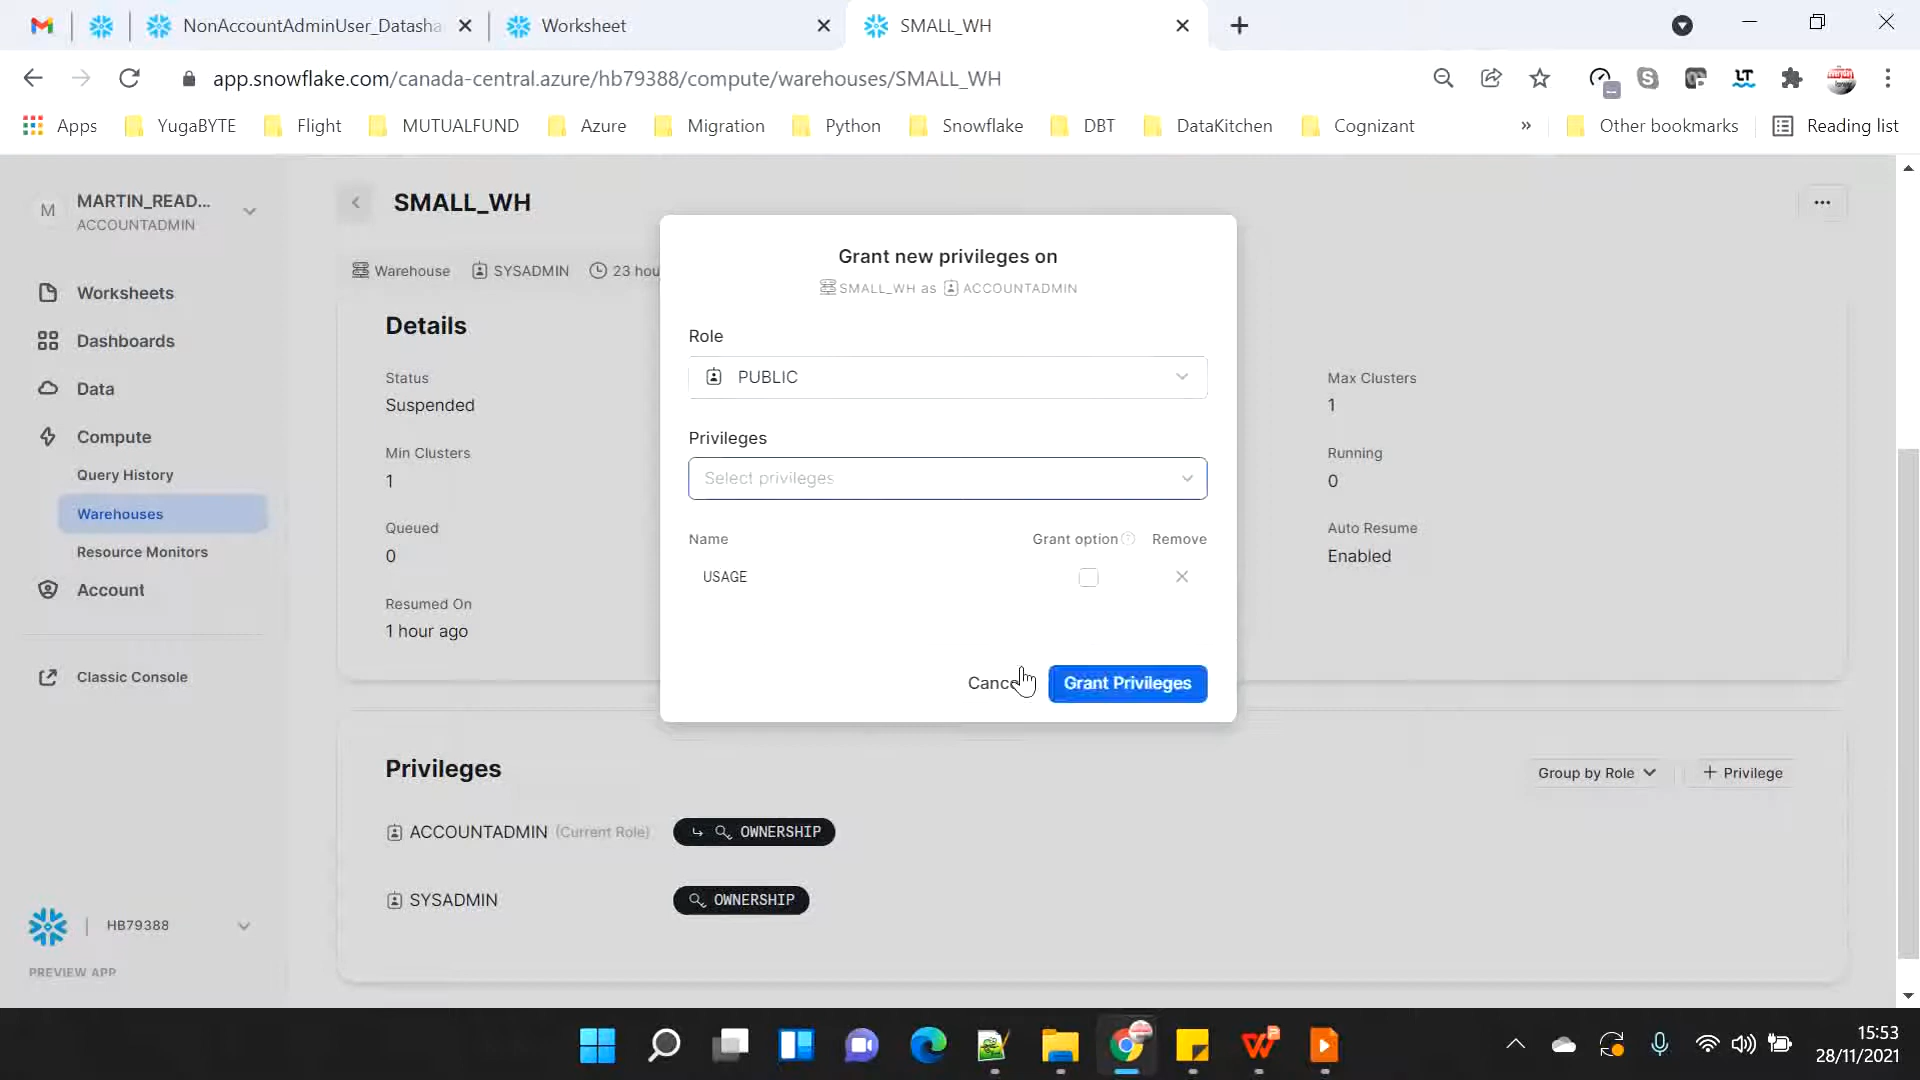 NonAccountAdminUser_Datasha
Worksheet
SMALL_WH
app.snowflake.com/canada-central.azure/hb79388/compute/warehouses/SMALL_WH
Apps
YugaBYTE
Flight
MUTUALFUND
Azure
Migration
Python
Snowflake
DBT
DataKitchen
Cognizant
»
Other bookmarks
Reading list
M
MARTIN_READ...
ACCOUNTADMIN
Worksheets
Dashboards
Data
Compute
Query History
Warehouses
Resource Monitors
Account
Classic Console
HB79388
PREVIEW APP
SMALL_WH
Warehouse
SYSADMIN
23 hou
Details
Status
Suspended
Min Clusters
1
Queued
0
Resumed On
1 hour ago
Max Clusters
1
Running
0
Auto Resume
Enabled
Grant new privileges on
SMALL_WH as ACCOUNTADMIN
Role
PUBLIC
Privileges
Select privileges
Name
Grant option
Remove
USAGE
Grant Privileges
Privileges
Group by Role
+ Privilege
ACCOUNTADMIN (Current Role)
OWNERSHIP
SYSADMIN
OWNERSHIP
15:53
28/11/2021